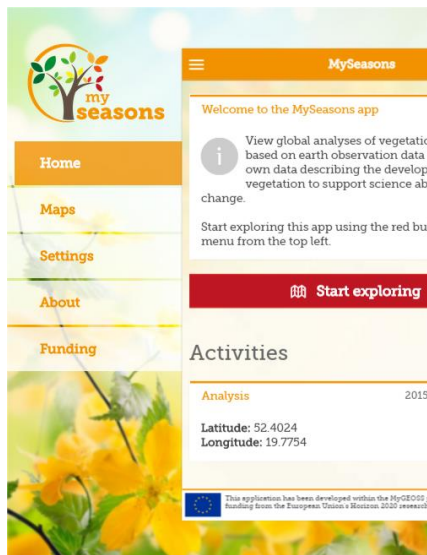 my
seasons
Home
Maps
Settings
About
Funding
MySeasons
Welcome to the MySeasons app
View global analyses of vegetatio
based on earth observation data
own data describing the develop
vegetation to support science ab
change.
Start exploring this app using the red bu
menu from the top left.
Start exploring
Activities
Analysis
2015
Latitude: 52.4024
Longitude: 19.7754
This application has been developed within the MyGEOSS
funding from the European Union's Horizon 2020 research